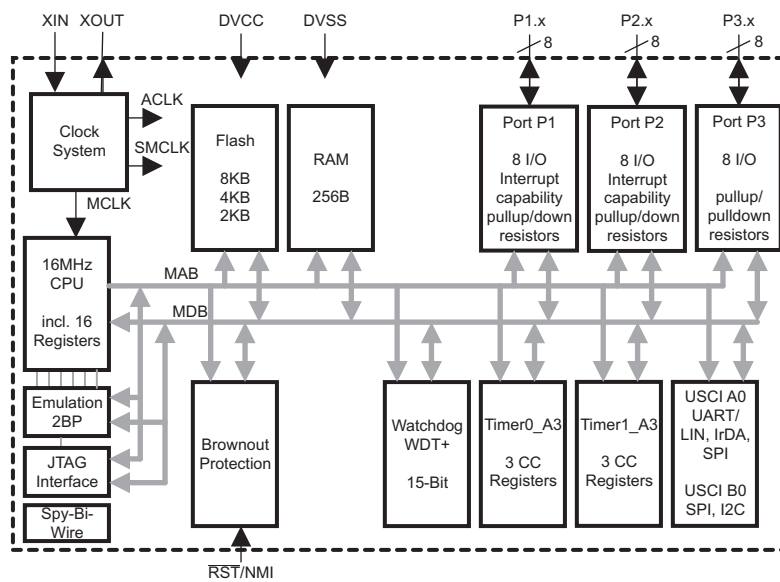 XIN XOUT DVCC DVSS P1.x P2.x P3.x
8 8 8
ACLK
Clock
System
SMCLK
MCLK
Flash
8KB
4KB
2KB
RAM
256B
Port P1
8 I/O
Interrupt
capability
pullup/down
resistors
Port P2
8 I/O
Interrupt
capability
pullup/down
resistors
Port P3
8 I/O
pullup/
pulldown
resistors
16MHz
CPU
incl. 16
Registers
MAB
MDB
Emulation
2BP
JTAG
Interface
Spy-Bi-
Wire
Brownout
Protection
Watchdog
WDT+
15-Bit
Timer0_A3
3 CC
Registers
Timer1_A3
3 CC
Registers
USCI A0
UART/
LIN, IrDA,
SPI
USCI B0
SPI, I2C
RST/NMI